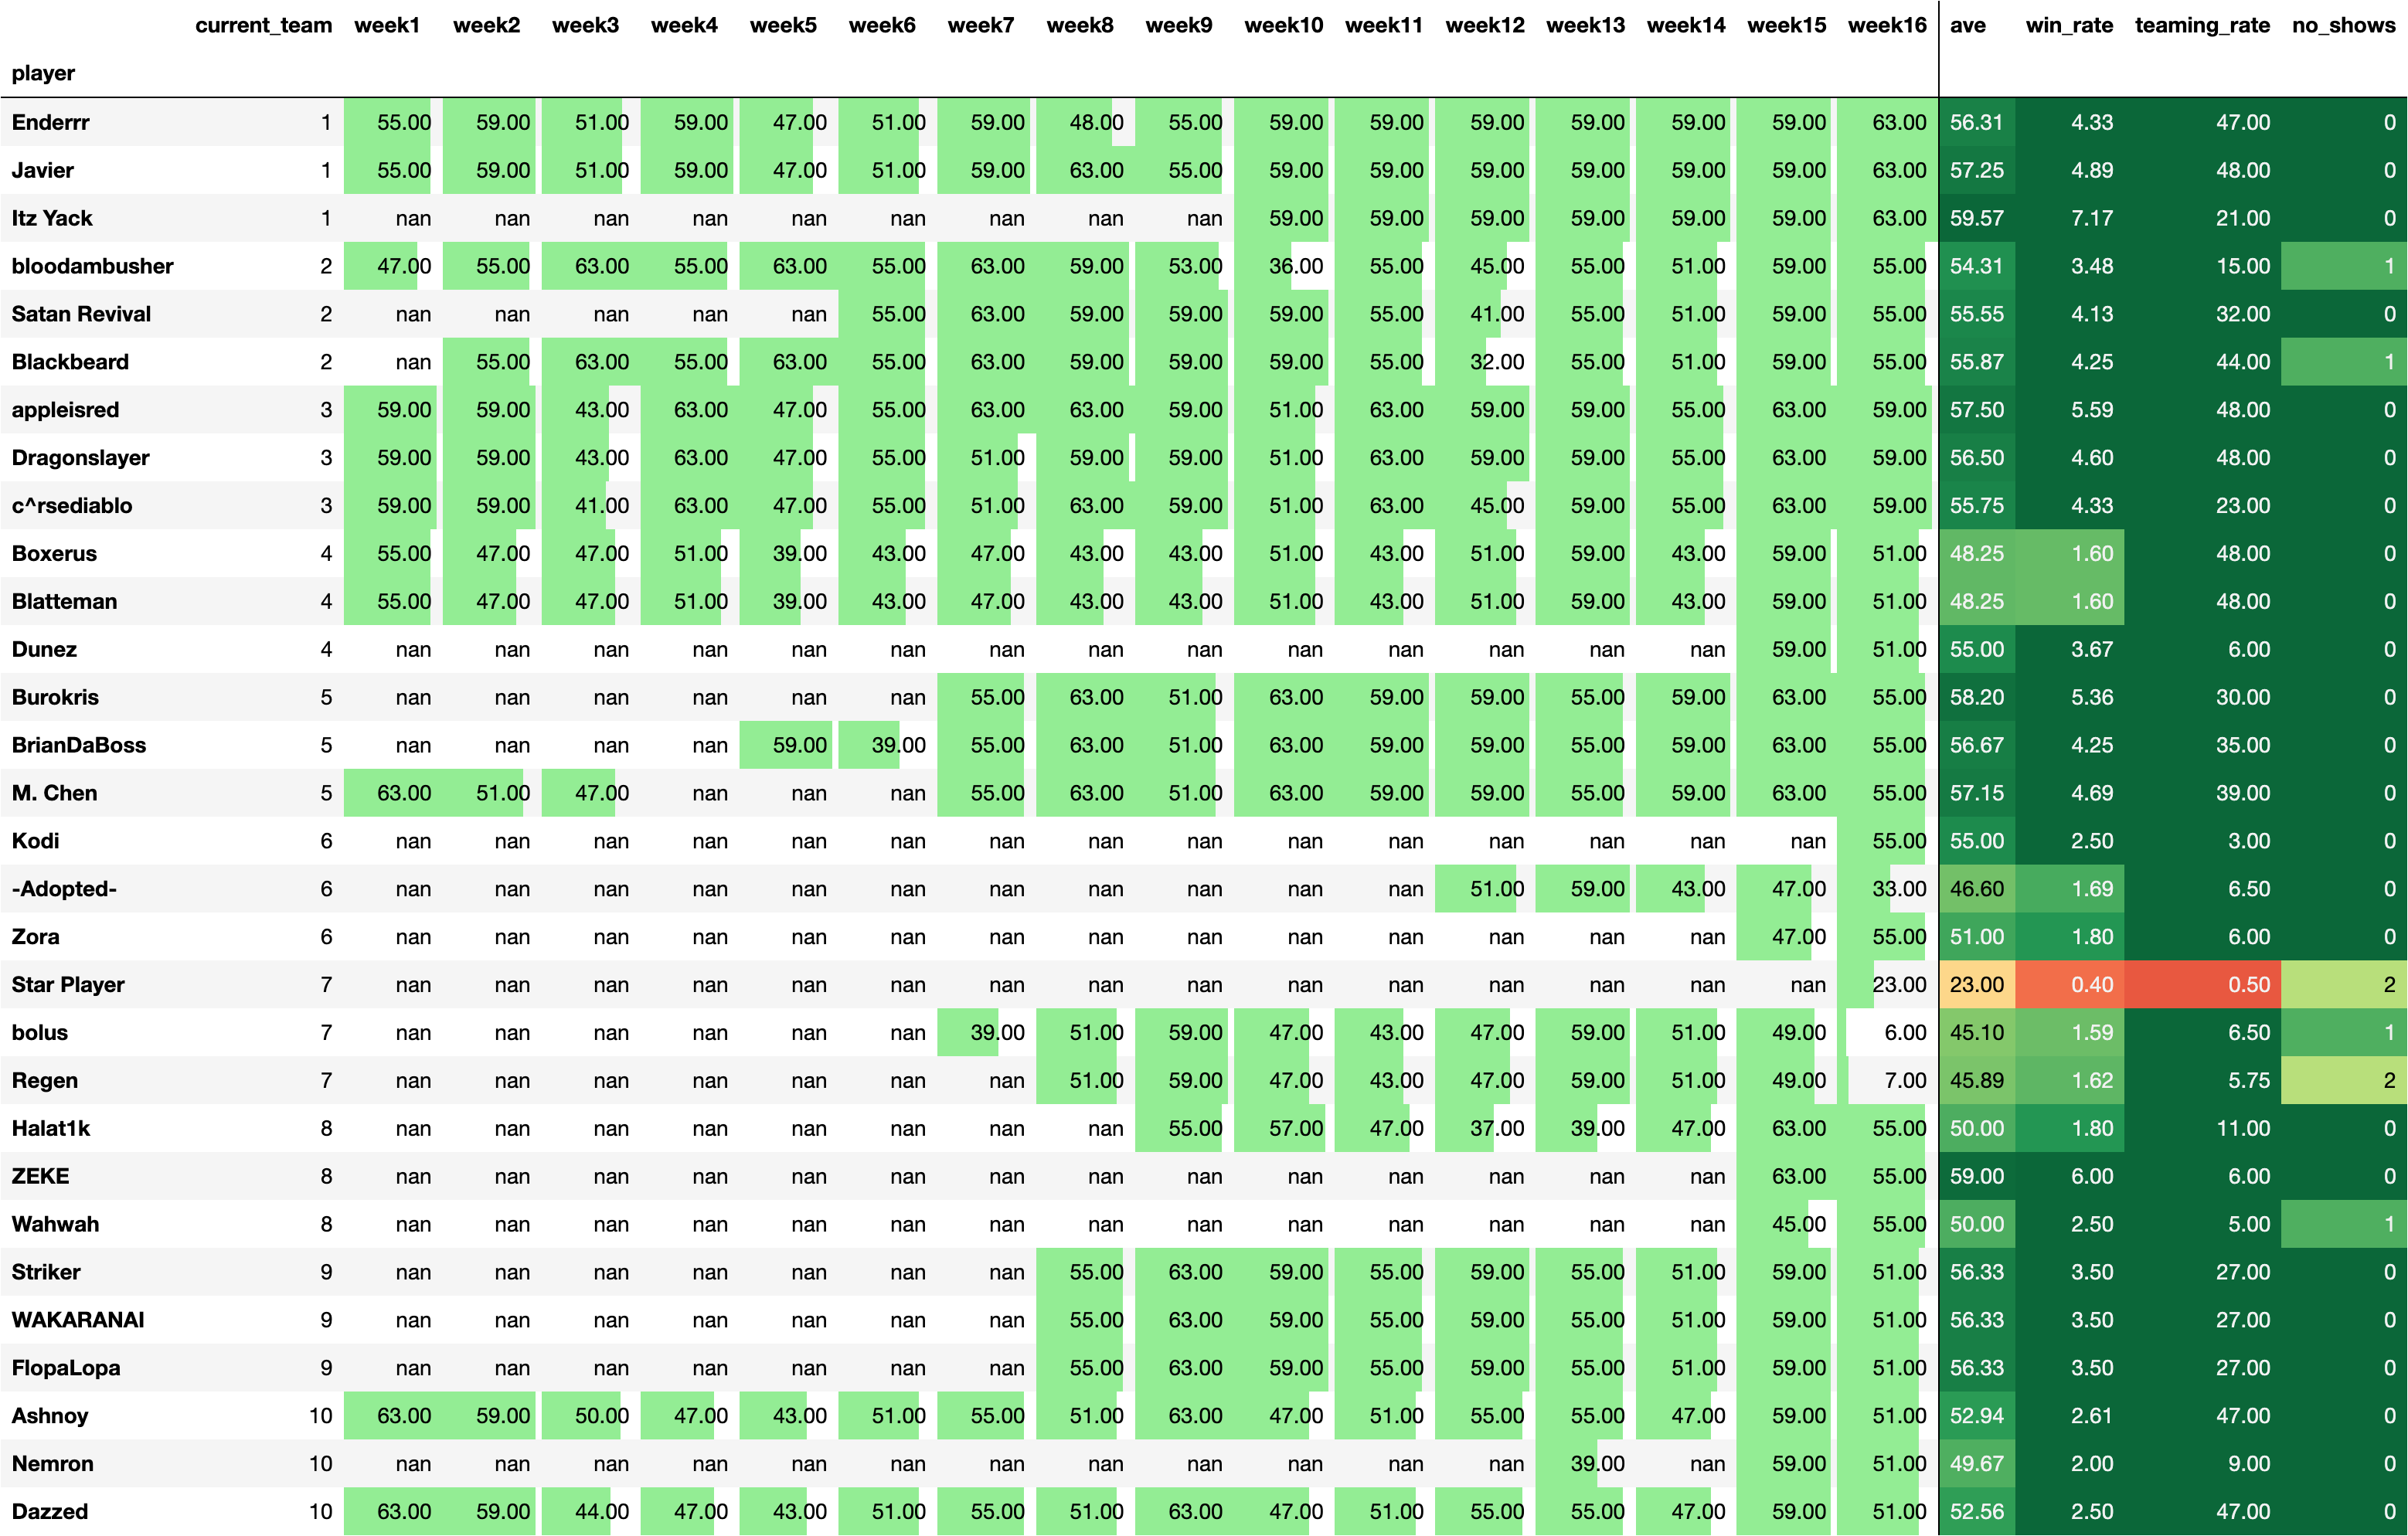 current_team week1 week2 week3 week4 week5 week6 week7 week8 week9 week10 week11 week12 week13 week14 week15 week16 ave win_rate teaming_rate no_shows
player
Enderrr 1 55.00 59.00 51.00 59.00 47.00 51.00 59.00 48.00 55.00 59.00 59.00 59.00 59.00 59.00 59.00 63.00 56.31 4.33 47.00 0
Javier 1 55.00 59.00 51.00 59.00 47.00 51.00 59.00 63.00 55.00 59.00 59.00 59.00 59.00 59.00 59.00 63.00 57.25 4.89 48.00 0
Itz Yack 1 nan nan nan nan nan nan nan nan nan 59.00 59.00 59.00 59.00 59.00 59.00 63.00 59.57 7.17 21.00 0
bloodambusher 2 47.00 55.00 63.00 55.00 63.00 55.00 63.00 59.00 53.00 36.00 55.00 45.00 55.00 51.00 59.00 55.00 54.31 3.48 15.00 1
Satan Revival 2 nan nan nan nan nan 55.00 63.00 59.00 59.00 59.00 55.00 41.00 55.00 51.00 59.00 55.00 55.55 4.13 32.00 0
Blackbeard 2 nan 55.00 63.00 55.00 63.00 55.00 63.00 59.00 59.00 59.00 55.00 32.00 55.00 51.00 59.00 55.00 55.87 4.25 44.00 1
appleisred 3 59.00 59.00 43.00 63.00 47.00 55.00 63.00 63.00 59.00 51.00 63.00 59.00 59.00 55.00 63.00 59.00 57.50 5.59 48.00 0
Dragonslayer 3 59.00 59.00 43.00 63.00 47.00 55.00 51.00 59.00 59.00 51.00 63.00 59.00 59.00 55.00 63.00 59.00 56.50 4.60 48.00 0
c^rsediablo 3 59.00 59.00 41.00 63.00 47.00 55.00 51.00 63.00 59.00 51.00 63.00 45.00 59.00 55.00 63.00 59.00 55.75 4.33 23.00 0
Boxerus 4 55.00 47.00 47.00 51.00 39.00 43.00 47.00 43.00 43.00 51.00 43.00 51.00 59.00 43.00 59.00 51.00 48.25 1.60 48.00 0
Blatteman 4 55.00 47.00 47.00 51.00 39.00 43.00 47.00 43.00 43.00 51.00 43.00 51.00 59.00 43.00 59.00 51.00 48.25 1.60 48.00 0
Dunez 4 nan nan nan nan nan nan nan nan nan nan nan nan nan nan 59.00 51.00 55.00 3.67 6.00 0
Burokris 5 nan nan nan nan nan nan 55.00 63.00 51.00 63.00 59.00 59.00 55.00 59.00 63.00 55.00 58.20 5.36 30.00 0
BrianDaBoss 5 nan nan nan nan 59.00 39.00 55.00 63.00 51.00 63.00 59.00 59.00 55.00 59.00 63.00 55.00 56.67 4.25 35.00 0
M. Chen 5 63.00 51.00 47.00 nan nan nan 55.00 63.00 51.00 63.00 59.00 59.00 55.00 59.00 63.00 55.00 57.15 4.69 39.00 0
Kodi 6 nan nan nan nan nan nan nan nan nan nan nan nan nan nan nan 55.00 55.00 2.50 3.00 0
-Adopted- 6 nan nan nan nan nan nan nan nan nan nan nan 51.00 59.00 43.00 47.00 33.00 46.60 1.69 6.50 0
Zora 6 nan nan nan nan nan nan nan nan nan nan nan nan nan nan 47.00 55.00 51.00 1.80 6.00 0
Star Player 7 nan nan nan nan nan nan nan nan nan nan nan nan nan nan nan 23.00 23.00 0.40 0.50 2
bolus 7 nan nan nan nan nan nan 39.00 51.00 59.00 47.00 43.00 47.00 59.00 51.00 49.00 6.00 45.10 1.59 6.50 1
Regen 7 nan nan nan nan nan nan nan 51.00 59.00 47.00 43.00 47.00 59.00 51.00 49.00 7.00 45.89 1.62 5.75 2
Halat1k 8 nan nan nan nan nan nan nan nan 55.00 57.00 47.00 37.00 39.00 47.00 63.00 55.00 50.00 1.80 11.00 0
ZEKE 8 nan nan nan nan nan nan nan nan nan nan nan nan nan nan 63.00 55.00 59.00 6.00 6.00 0
Wahwah 8 nan nan nan nan nan nan nan nan nan nan nan nan nan nan 45.00 55.00 50.00 2.50 5.00 1
Striker 9 nan nan nan nan nan nan nan 55.00 63.00 59.00 55.00 59.00 55.00 51.00 59.00 51.00 56.33 3.50 27.00 0
WAKARANAI 9 nan nan nan nan nan nan nan 55.00 63.00 59.00 55.00 59.00 55.00 51.00 59.00 51.00 56.33 3.50 27.00 0
FlopaLopa 9 nan nan nan nan nan nan nan 55.00 63.00 59.00 55.00 59.00 55.00 51.00 59.00 51.00 56.33 3.50 27.00 0
Ashnoy 10 63.00 59.00 50.00 47.00 43.00 51.00 55.00 51.00 63.00 47.00 51.00 55.00 55.00 47.00 59.00 51.00 52.94 2.61 47.00 0
Nemron 10 nan nan nan nan nan nan nan nan nan nan nan nan 39.00 nan 59.00 51.00 49.67 2.00 9.00 0
Dazzed 10 63.00 59.00 44.00 47.00 43.00 51.00 55.00 51.00 63.00 47.00 51.00 55.00 55.00 47.00 59.00 51.00 52.56 2.50 47.00 0